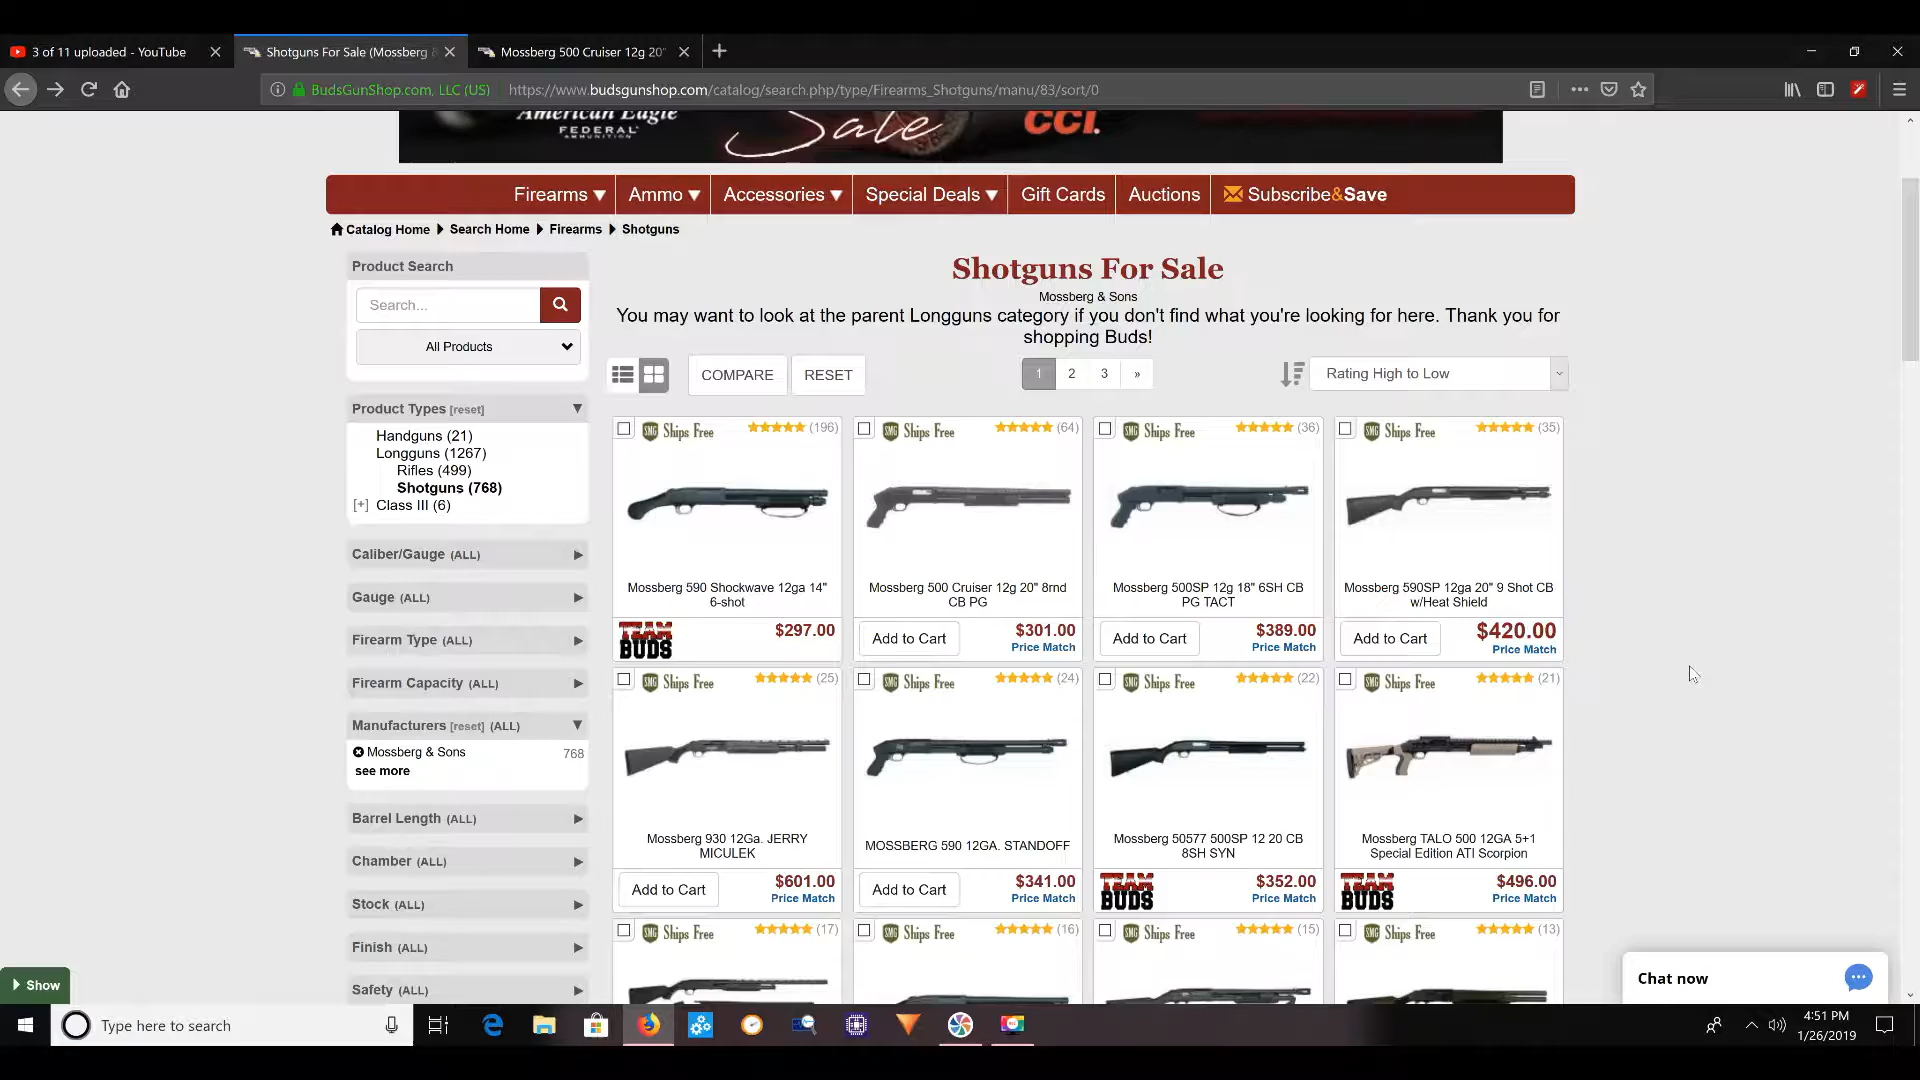 3 of 11 uploaded - YouTube
Shotguns For Sale (Mossberg &
Mossberg 500 Cruiser 12g 20"
BudsGunShop.com, LLC (US)
https://www.budsgunshop.com/catalog/search.php/type/Firearms_Shotguns/manu/83/sort/0
American Eagle
FEDERAL
AMMUNITION
Sale
CCI.
Firearms ▼ Ammo ▼ Accessories ▼ Special Deals ▼ Gift Cards Auctions Subscribe&Save
Catalog Home Search Home Firearms Shotguns
Product Search
Search...
All Products
Product Types [reset]
Handguns (21)
Longguns (1267)
Rifles (499)
Shotguns (768)
[+] Class III (6)
Caliber/Gauge (ALL)
Gauge (ALL)
Firearm Type (ALL)
Firearm Capacity (ALL)
Manufacturers [reset] (ALL)
Mossberg & Sons 768
see more
Barrel Length (ALL)
Chamber (ALL)
Stock (ALL)
Finish (ALL)
Safety (ALL)
Shotguns For Sale
Mossberg & Sons
You may want to look at the parent Longguns category if you don't find what you're looking for here. Thank you for
shopping Buds!
COMPARE RESET
1 2 3 »
Rating High to Low
SMG Ships Free (196)
Mossberg 590 Shockwave 12ga 14"
6-shot
TEAM
BUDS
$297.00
SMG Ships Free (64)
Mossberg 500 Cruiser 12g 20" 8rnd
CB PG
Add to Cart
$301.00
Price Match
SMG Ships Free (36)
Mossberg 500SP 12g 18" 6SH CB
PG TACT
Add to Cart
$389.00
Price Match
SMG Ships Free (35)
Mossberg 590SP 12ga 20" 9 Shot CB
w/Heat Shield
Add to Cart
$420.00
Price Match
SMG Ships Free (25)
Mossberg 930 12Ga. JERRY
MICULEK
Add to Cart
$601.00
Price Match
SMG Ships Free (24)
MOSSBERG 590 12GA. STANDOFF
Add to Cart
$341.00
Price Match
SMG Ships Free (22)
Mossberg 50577 500SP 12 20 CB
8SH SYN
TEAM
BUDS
$352.00
Price Match
SMG Ships Free (21)
Mossberg TALO 500 12GA 5+1
Special Edition ATI Scorpion
TEAM
BUDS
$496.00
Price Match
SMG Ships Free (17)
SMG Ships Free (16)
SMG Ships Free (15)
SMG Ships Free (13)
Show
Chat now
Type here to search
4:51 PM
1/26/2019